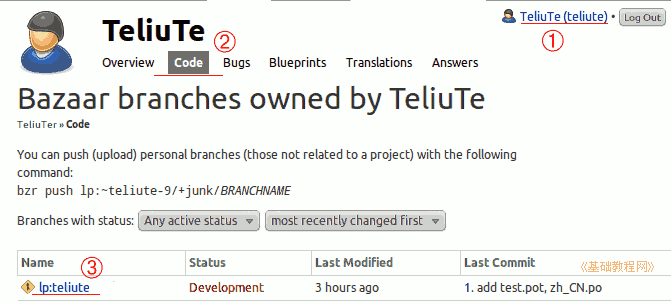 TeliuTe (teliute) • Log Out
①
TeliuTe
②
Overview Code Bugs Blueprints Translations Answers
Bazaar branches owned by TeliuTe
TeliuTer » Code
You can push (upload) personal branches (those not related to a project) with the following
command:
bzr push lp:~teliute-9/+junk/BRANCHNAME
Branches with status: Any active status most recently changed first
③
Name Status Last Modified Last Commit
lp:teliute Development 3 hours ago 1. add test.pot, zh_CN.po
《基础教程网》